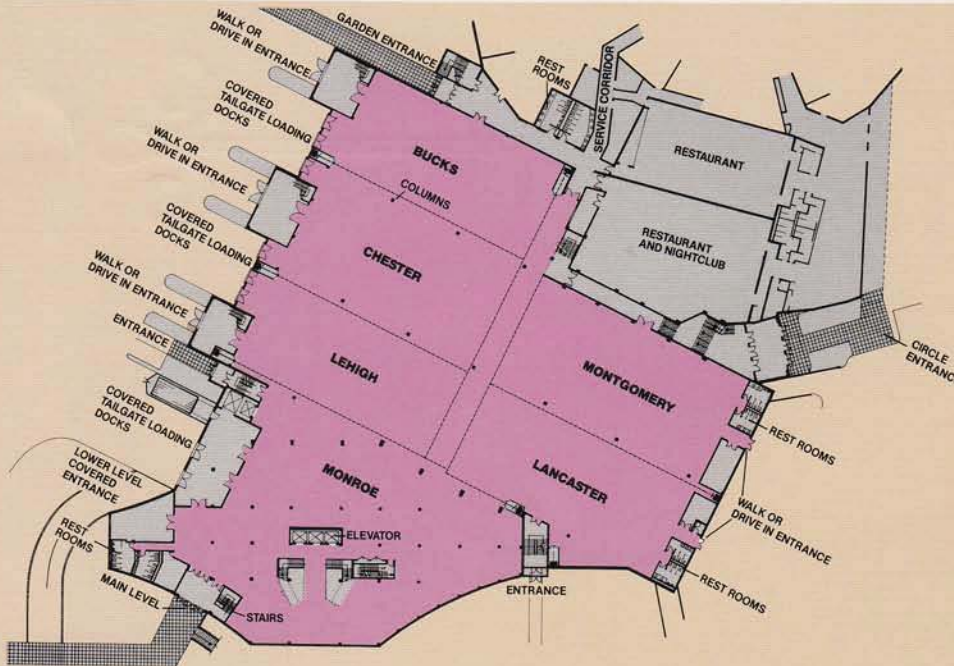 WALK OR
DRIVE IN ENTRANCE
GARDEN ENTRANCE
REST
ROOMS
SERVICE CORRIDOR
COVERED
TAILGATE LOADING
DOCKS
RESTAURANT
BUCKS
COLUMNS
WALK OR
DRIVE IN ENTRANCE
RESTAURANT
AND NIGHTCLUB
COVERED
TAILGATE LOADING
DOCKS
CHESTER
WALK OR
DRIVE IN ENTRANCE
ENTRANCE
CIRCLE
ENTRANCE
LEHIGH
MONTGOMERY
COVERED
TAILGATE LOADING
DOCKS
REST ROOMS
LOWER LEVEL
COVERED
ENTRANCE
MONROE
LANCASTER
WALK OR
DRIVE IN ENTRANCE
REST
ROOMS
ELEVATOR
REST ROOMS
MAIN LEVEL
ENTRANCE
STAIRS